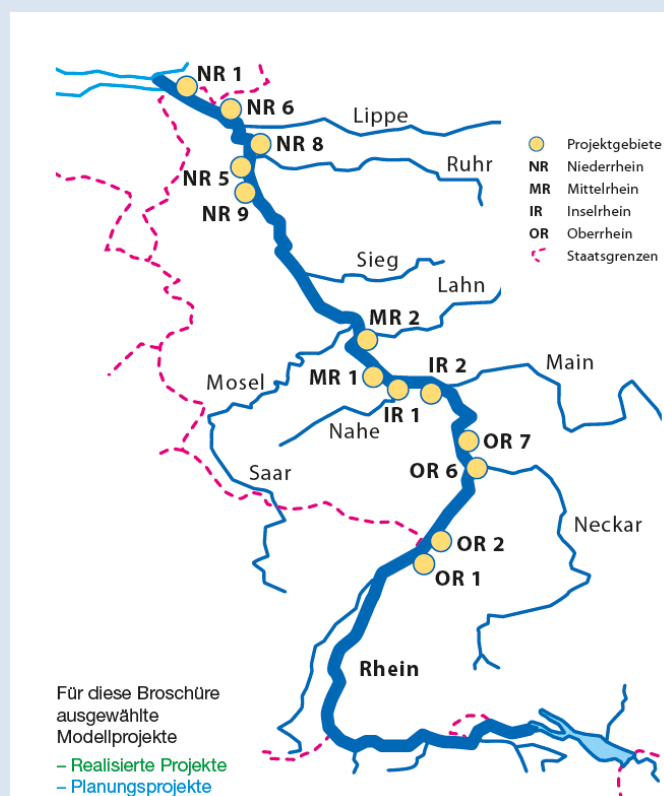 NR 1
NR 6
Lippe
NR 8
Ruhr
NR 5
NR 9
Projektgebiete
NR Niederrhein
MR Mittelrhein
IR Inselrhein
OR Oberrhein
Staatsgrenzen
Sieg
Lahn
MR 2
IR 2
Main
Mosel
MR 1
IR 1
Nahe
OR 7
Saar
OR 6
Neckar
OR 2
OR 1
Rhein
Für diese Broschüre
ausgewählte
Modellprojekte
– Realisierte Projekte
– Planungsprojekte